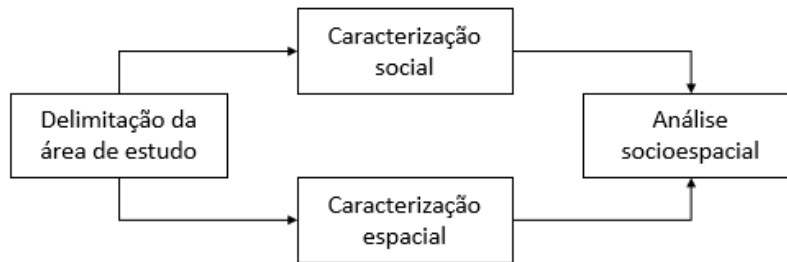 Caracterização
social
Delimitação da
área de estudo
Análise
socioespacial
Caracterização
espacial